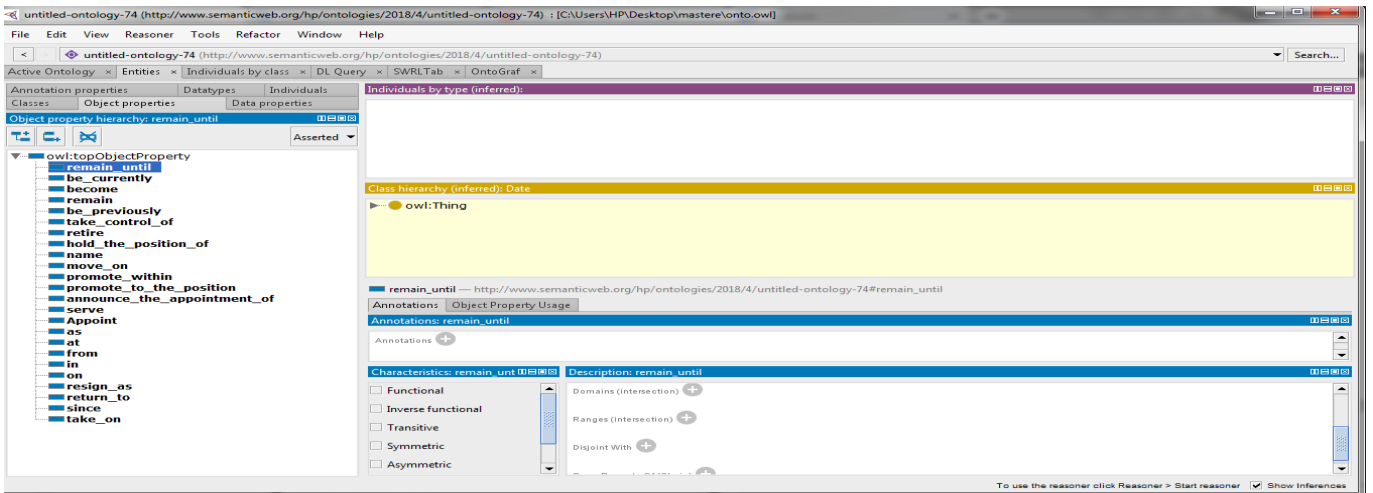 untitled-ontology-74 (http://www.semanticweb.org/hp/ontologies/2018/4/untitled-ontology-74) : [C:\Users\HP\Desktop\mastere\onto.owl]
File Edit View Reasoner Tools Refactor Window Help
< > untitled-ontology-74 (http://www.semanticweb.org/hp/ontologies/2018/4/untitled-ontology-74) Search...
Active Ontology × Entities × Individuals by class × DL Query × SWRLTab × OntoGraf ×
Annotation properties Datatypes Individuals
Classes Object properties Data properties
Object property hierarchy: remain_until
Asserted
owl:topObjectProperty
remain_until
be_currently
become
remain
be_previously
take_control_of
retire
hold_the_position_of
name
move_on
promote_within
promote_to_the_position
announce_the_appointment_of
serve
Appoint
as
at
from
in
on
resign_as
return_to
since
take_on
Individuals by type (inferred):
Class hierarchy (inferred): Date
owl:Thing
remain_until — http://www.semanticweb.org/hp/ontologies/2018/4/untitled-ontology-74#remain_until
Annotations Object Property Usage
Annotations: remain_until
Annotations
Characteristics: remain_unt
Functional
Inverse functional
Transitive
Symmetric
Asymmetric
Description: remain_until
Domains (intersection)
Ranges (intersection)
Disjoint With
To use the reasoner click Reasoner > Start reasoner Show Inferences